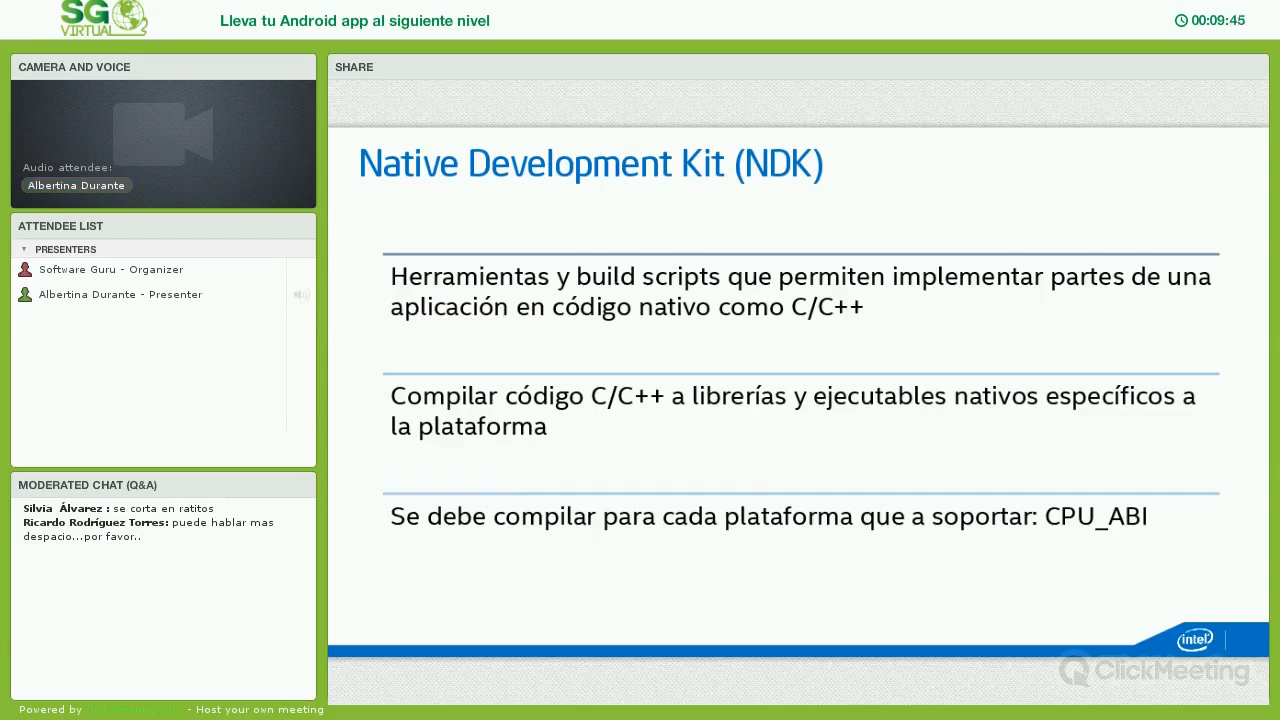 SG
VIRTUAL
Lleva tu Android app al siguiente nivel
00:09:45
CAMERA AND VOICE
Audio attendee:
Albertina Durante
ATTENDEE LIST
PRESENTERS
Software Guru - Organizer
Albertina Durante - Presenter
MODERATED CHAT (Q&A)
Silvia Álvarez : se corta en ratitos
Ricardo Rodríguez Torres: puede hablar mas
despacio...por favor..
Powered by - Host your own meeting
SHARE
Native Development Kit (NDK)
Herramientas y build scripts que permiten implementar partes de una
aplicación en código nativo como C/C++
Compilar código C/C++ a librerías y ejecutables nativos específicos a
la plataforma
Se debe compilar para cada plataforma que a soportar: CPU_ABI
intel
ClickMeeting